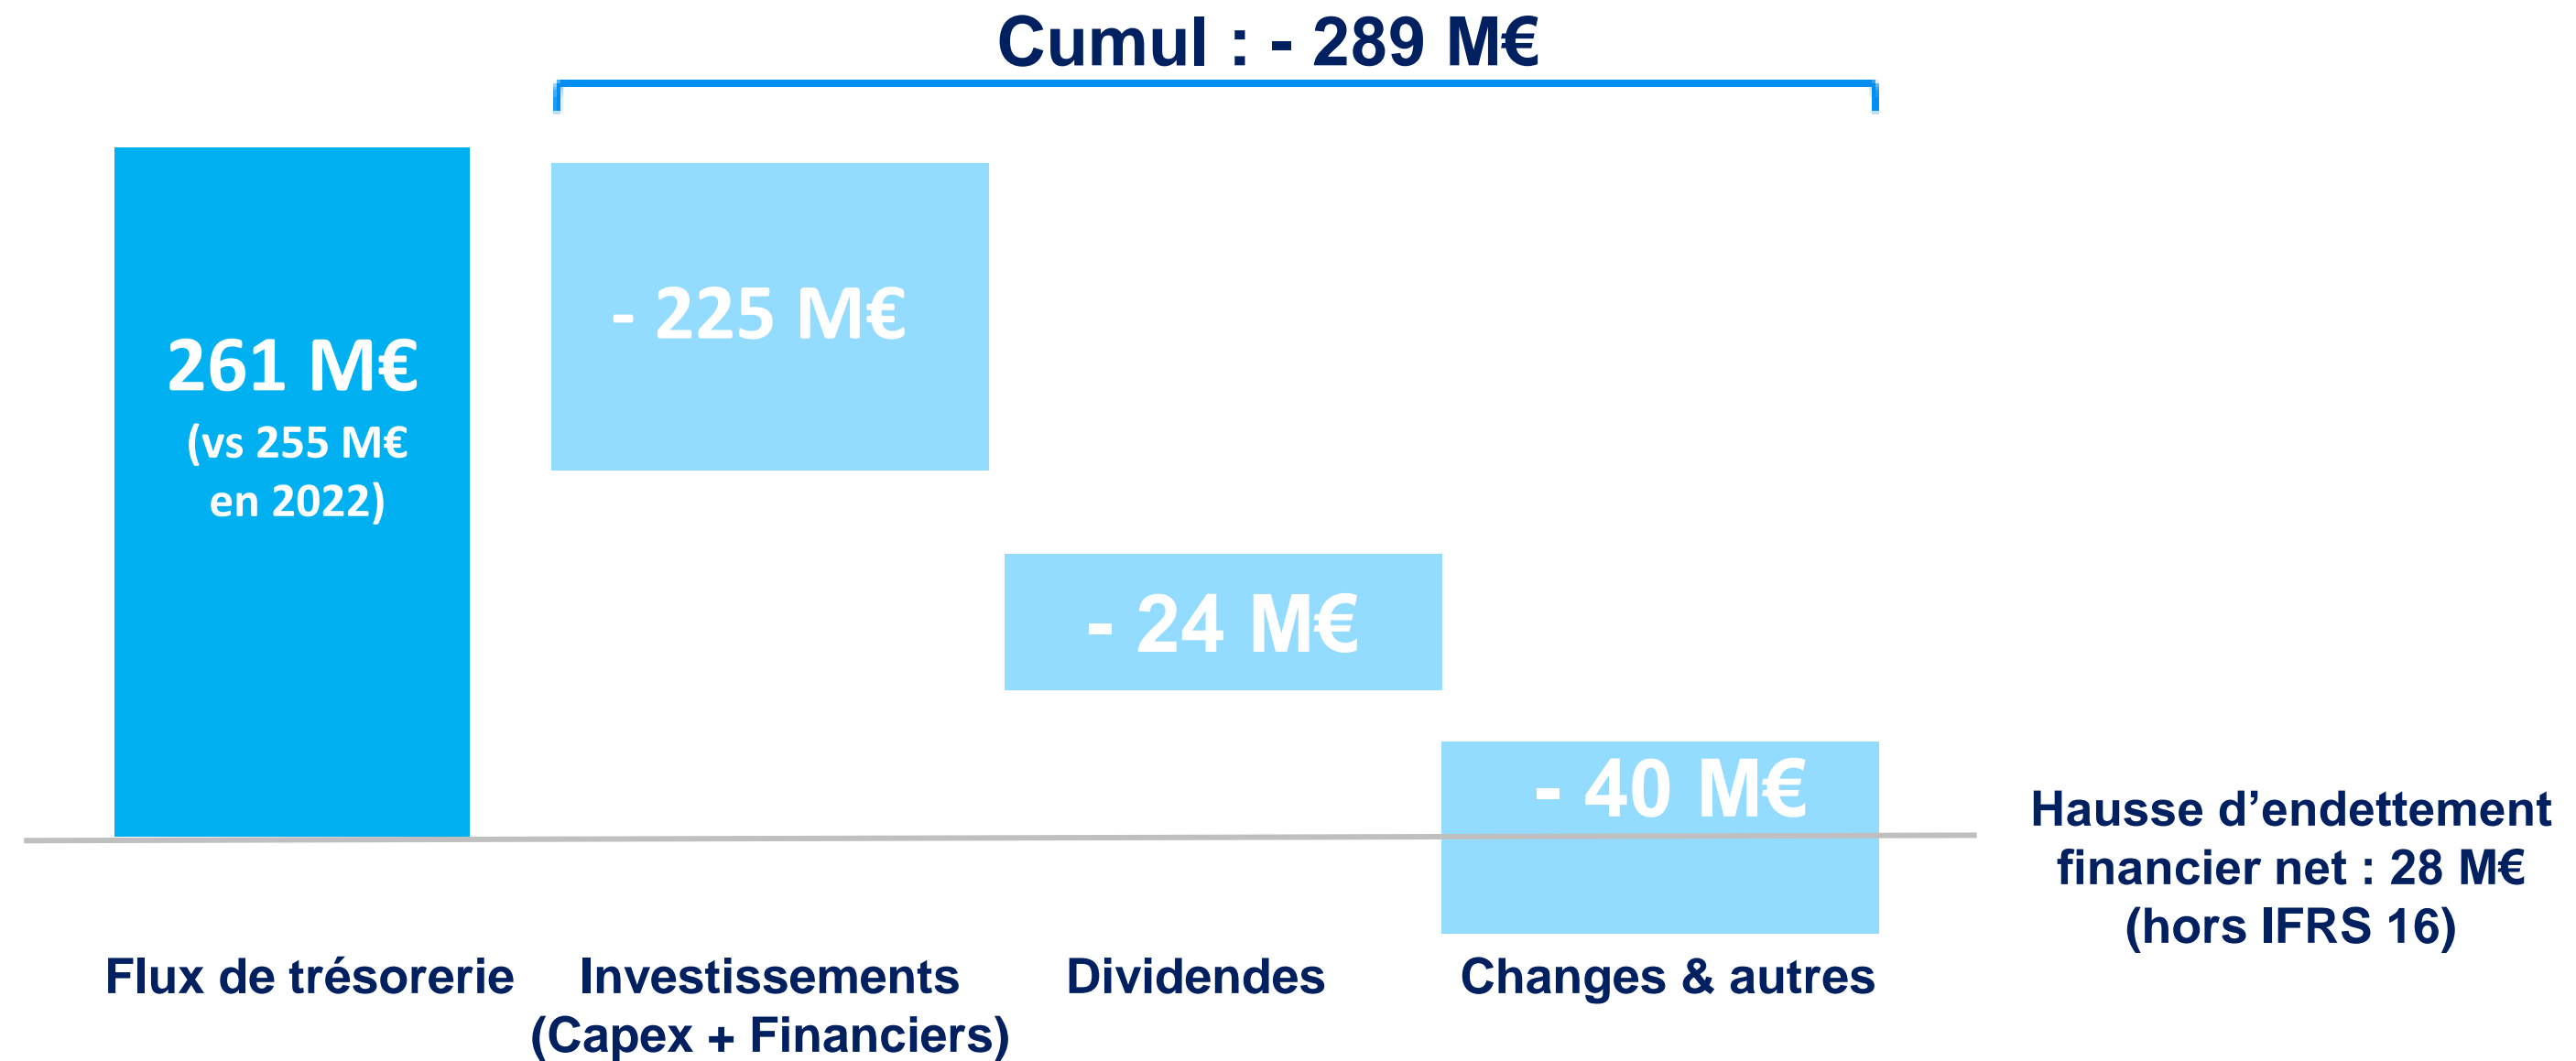 Cumul : - 289 M€
261 M€
(vs 255 M€
en 2022)
- 225 M€
- 24 M€
- 40 M€
Hausse d’endettement
financier net : 28 M€
(hors IFRS 16)
Flux de trésorerie
Investissements
(Capex + Financiers)
Dividendes
Changes & autres